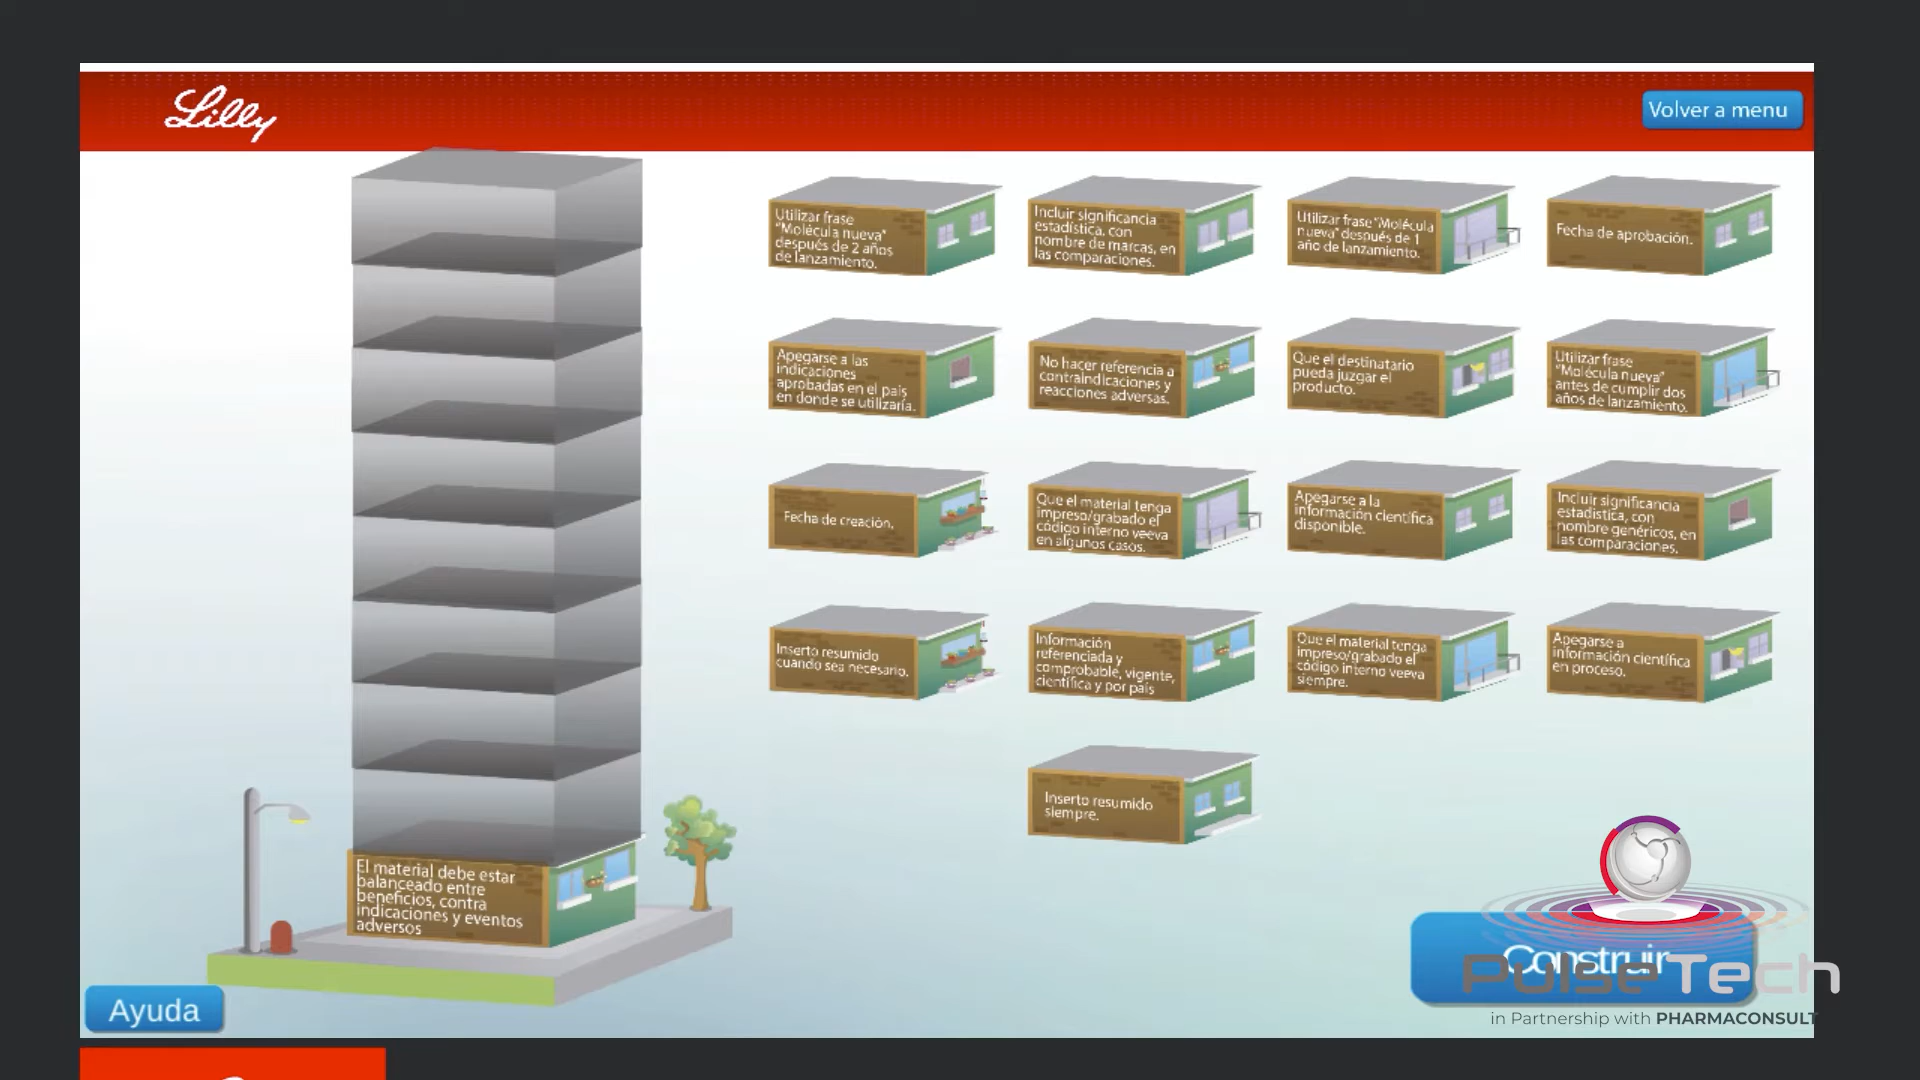 Lilly
Volver a menu
Utilizar frase
"Molécula nueva"
después de 2 años
de lanzamiento.
Incluir significancia
estadística, con
nombre de marcas, en
las comparaciones.
Utilizar frase "Molécula
nueva" después de 1
año de lanzamiento.
Fecha de aprobación.
Apegarse a las
indicaciones
aprobadas en el país
en donde se utilizaría.
No hacer referencia a
contraindicaciones y
reacciones adversas.
Que el destinatario
pueda juzgar el
producto.
Utilizar frase
"Molécula nueva"
antes de cumplir dos
años de lanzamiento.
Fecha de creación.
Que el material tenga
impreso/grabado el
código interno veeva
en algunos casos.
Apegarse a la
información científica
disponible.
Incluir significancia
estadística, con
nombre genéricos, en
las comparaciones.
Inserto resumido
cuando sea necesario.
Información
referenciada y
comprobable, vigente,
científica y por país
Que el material tenga
impreso/grabado el
código interno veeva
siempre.
Apegarse a
información científica
en proceso.
Inserto resumido
siempre.
El material debe estar
balanceado entre
beneficios, contra
indicaciones y eventos
adversos
Construir
PulseTech
in Partnership with PHARMACONSULT
Ayuda